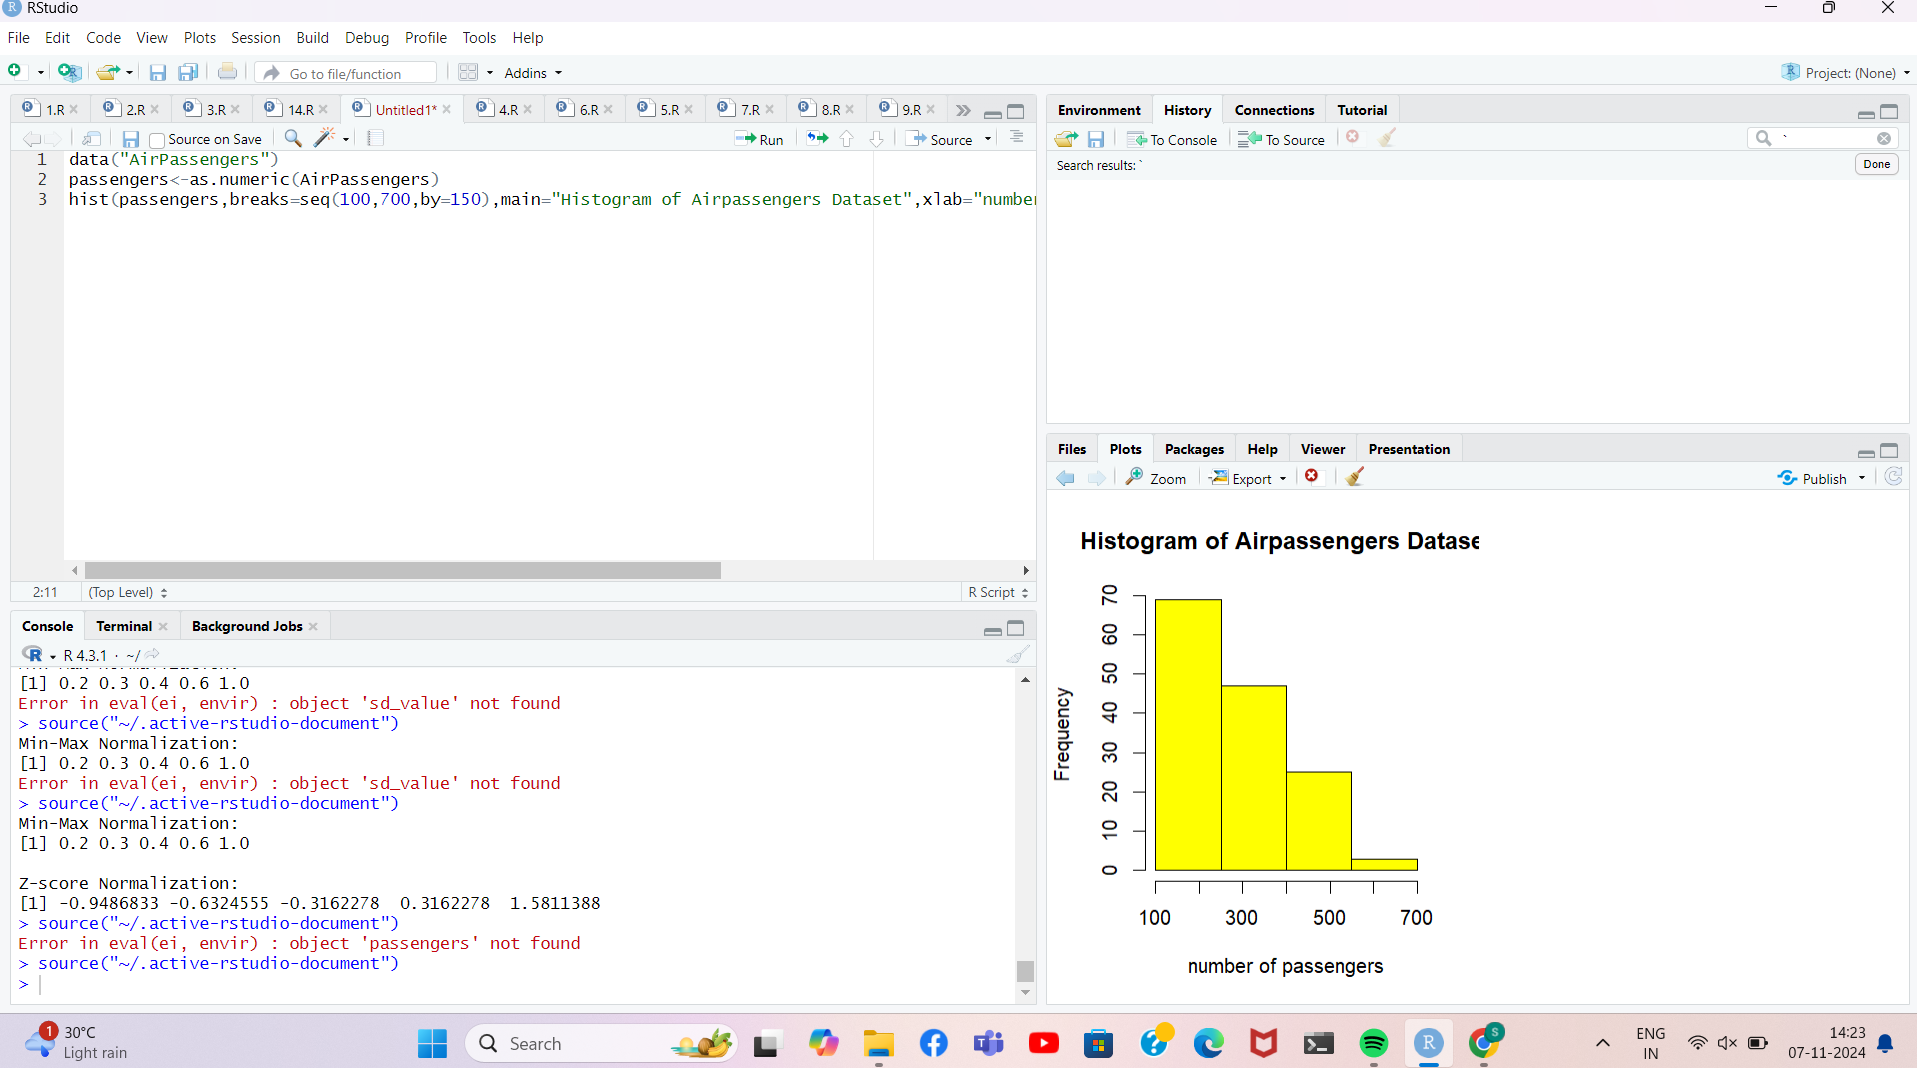 RStudio
File Edit Code View Plots Session Build Debug Profile Tools Help
Go to file/function Addins Project: (None)
1.R 2.R 3.R 14.R Untitled1* 4.R 6.R 5.R 7.R 8.R 9.R
Source on Save Run Source
1 data("AirPassengers")
2 passengers<-as.numeric(AirPassengers)
3 hist(passengers,breaks=seq(100,700,by=150),main="Histogram of Airpassengers Dataset",xlab="number
2:11 (Top Level) R Script
Console Terminal Background Jobs
R 4.3.1 · ~/
[1] 0.2 0.3 0.4 0.6 1.0
Error in eval(ei, envir) : object 'sd_value' not found
> source("~/.active-rstudio-document")
Min-Max Normalization:
[1] 0.2 0.3 0.4 0.6 1.0
Error in eval(ei, envir) : object 'sd_value' not found
> source("~/.active-rstudio-document")
Min-Max Normalization:
[1] 0.2 0.3 0.4 0.6 1.0
Z-score Normalization:
[1] -0.9486833 -0.6324555 -0.3162278 0.3162278 1.5811388
> source("~/.active-rstudio-document")
Error in eval(ei, envir) : object 'passengers' not found
> source("~/.active-rstudio-document")
>
Environment History Connections Tutorial
To Console To Source `
Search results: ` Done
Files Plots Packages Help Viewer Presentation
Zoom Export Publish
Histogram of Airpassengers Datase
Frequency
70
60
50
40
30
20
10
0
100 300 500 700
number of passengers
1 30°C
Light rain
Search
ENG
IN
14:23
07-11-2024